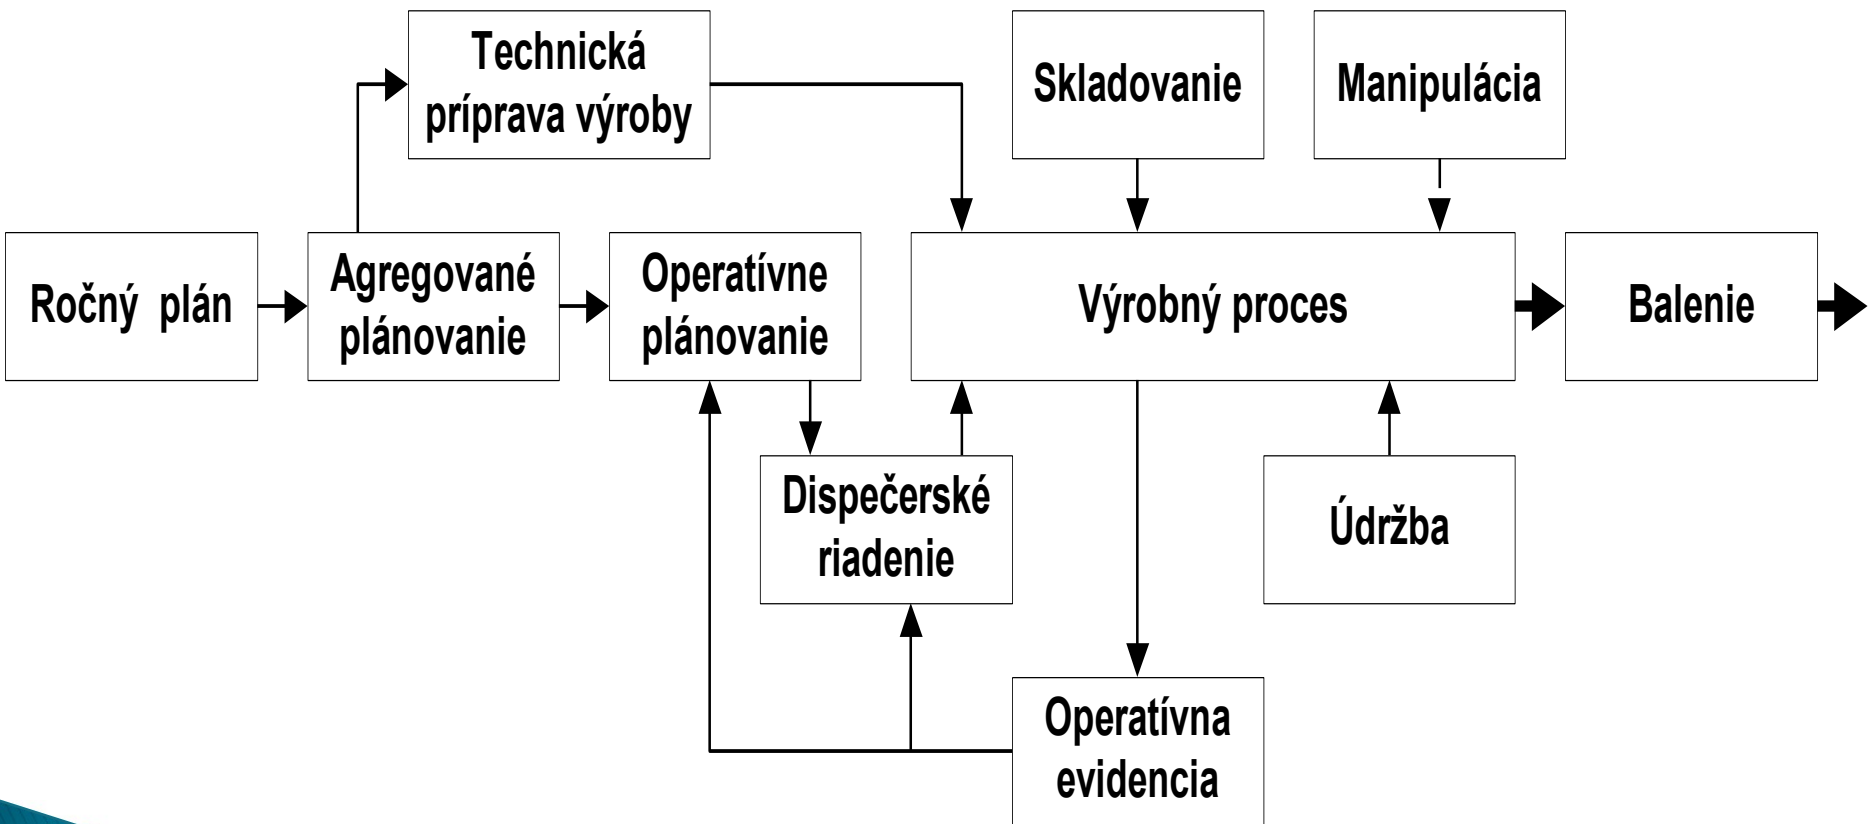 Technická
príprava výroby
Skladovanie
Manipulácia
Ročný plán
Agregované
plánovanie
Operatívne
plánovanie
Výrobný proces
Balenie
Dispečerské
riadenie
Údržba
Operatívna
evidencia